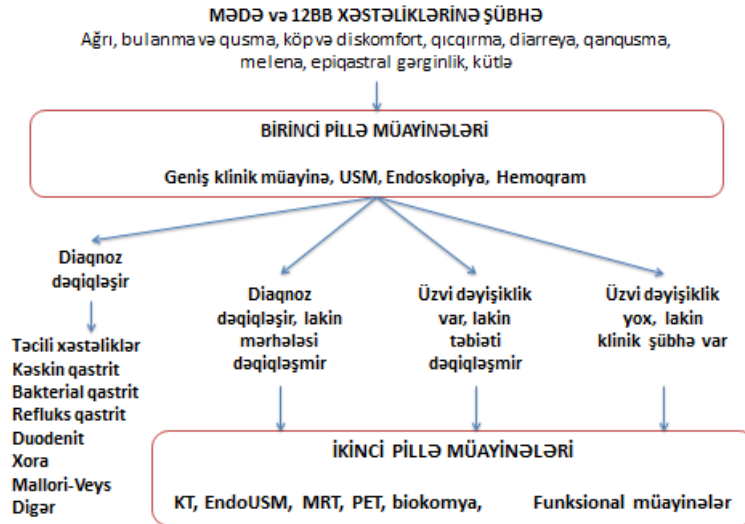 MƏDƏ və 12BB XƏSTƏLİKLƏRİNƏ ŞÜBHƏ
Ağrı, bulanma və qusma, köp və diskomfort, qıcqırma, diarreya, qanqusma,
melena, epiqastral gərginlik, kütlə
BİRİNCİ PİLLƏ MÜAYİNƏLƏRİ
Geniş klinik müayinə, USM, Endoskopiya, Hemoqram
Diaqnoz
dəqiqləşir
Təcili xəstəliklər
Kəskin qastrit
Bakterial qastrit
Refluks qastrit
Duodenit
Xora
Mallori-Veys
Digər
Diaqnoz
dəqiqləşir, lakin
mərhələsi
dəqiqləşmir
Üzvi dəyişiklik
var, lakin
təbiəti
dəqiqləşmir
Üzvi dəyişiklik
yox, lakin
klinik şübhə var
İKİNCİ PİLLƏ MÜAYİNƏLƏRİ
KT, EndoUSM, MRT, PET, biokomya, Funksional müayinələr